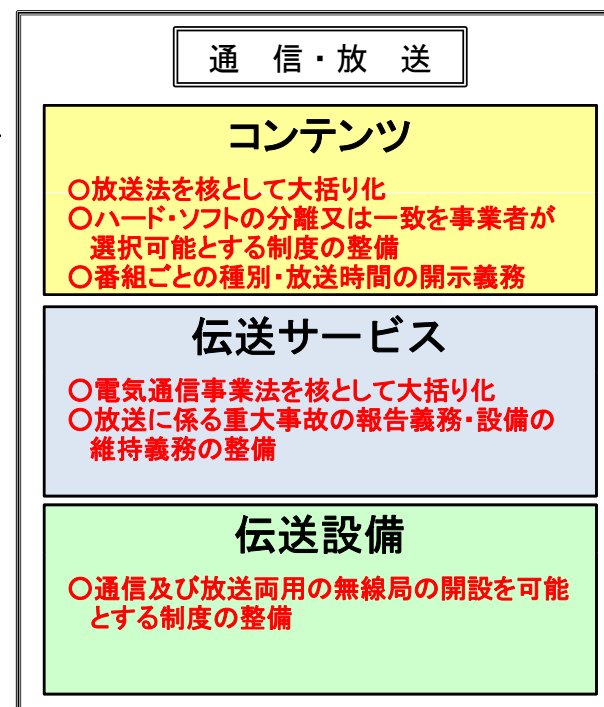 通 信・放 送
コンテンツ
○放送法を核として大括り化
○ハード・ソフトの分離又は一致を事業者が
選択可能とする制度の整備
○番組ごとの種別・放送時間の開示義務
伝送サービス
○電気通信事業法を核として大括り化
○放送に係る重大事故の報告義務・設備の
維持義務の整備
伝送設備
○通信及び放送両用の無線局の開設を可能
とする制度の整備